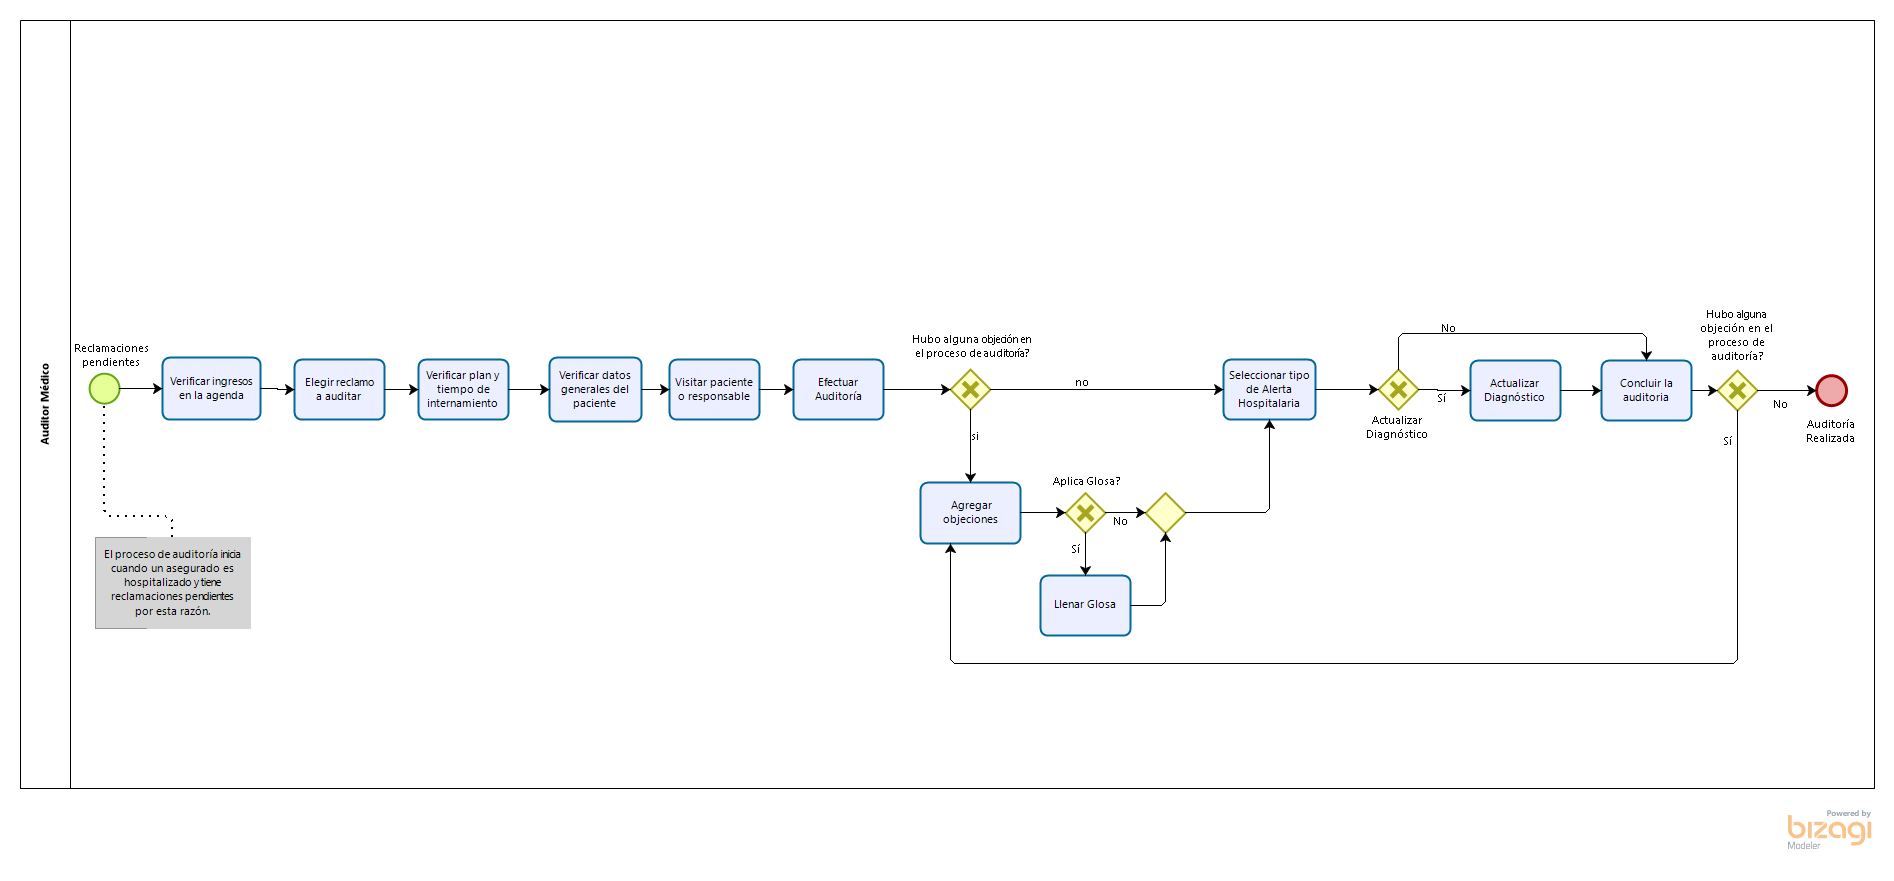 Auditor Médico
Reclamaciones
pendientes
Verificar ingresos
en la agenda
Elegir reclamo
a auditar
Verificar plan y
tiempo de
internamiento
Verificar datos
generales del
paciente
Visitar paciente
o responsable
Efectuar
Auditoría
Hubo alguna objeción en
el proceso de auditoría?
no
si
Seleccionar tipo
de Alerta
Hospitalaria
No
Sí
Actualizar
Diagnóstico
Actualizar
Diagnóstico
Concluir la
auditoria
Hubo alguna
objeción en el
proceso de
auditoría?
No
Sí
Auditoría
Realizada
Agregar
objeciones
Aplica Glosa?
No
Sí
Llenar Glosa
El proceso de auditoría inicia
cuando un asegurado es
hospitalizado y tiene
reclamaciones pendientes
por esta razón.
Powered by
bizagi
Modeler